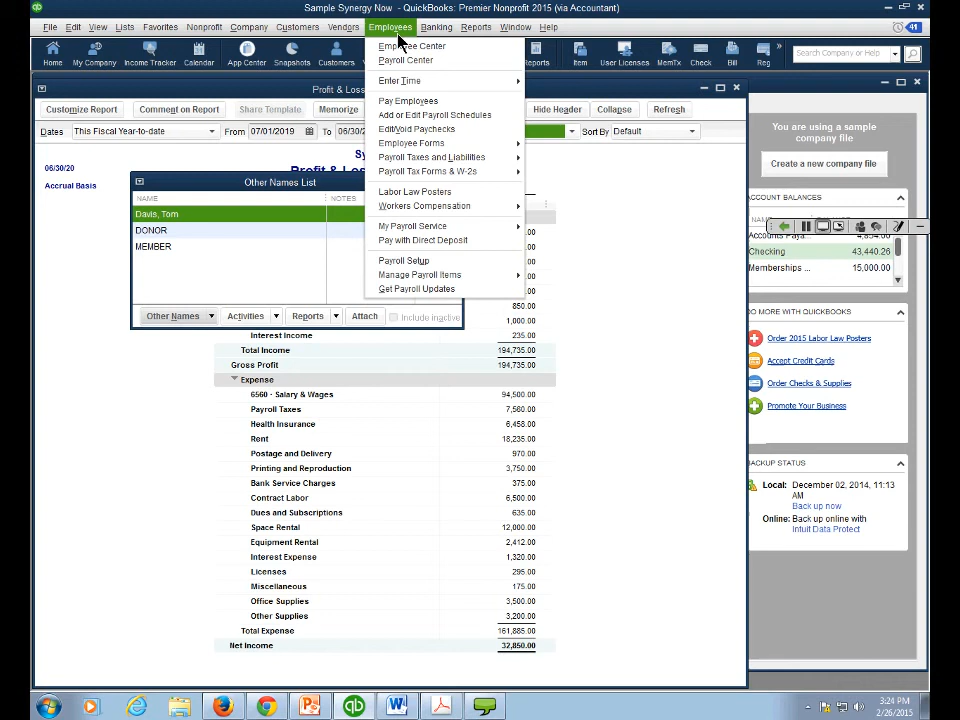 Sample Synergy Now - QuickBooks: Premier Nonprofit 2015 (via Accountant)
File Edit View Lists Favorites Nonprofit Company Customers Vendors Employees Banking Reports Window Help 41
Home My Company Income Tracker Calendar App Center Snapshots Customers Reports Item User Licenses MemTx Check Bill Reg Search Company or Help
Profit & Loss
Customize Report Comment on Report Share Template Memorize Hide Header Collapse Refresh
Dates This Fiscal Year-to-date From 07/01/2019 06/30/ Sort By Default
06/30/20
Accrual Basis
Other Names List
NAME NOTES
Davis, Tom
DONOR
MEMBER
Other Names Activities Reports Attach Include inactive
Employee Center
Payroll Center
Enter Time
Pay Employees
Add or Edit Payroll Schedules
Edit/Void Paychecks
Employee Forms
Payroll Taxes and Liabilities
Payroll Tax Forms & W-2s
Labor Law Posters
Workers Compensation
My Payroll Service
Pay with Direct Deposit
Payroll Setup
Manage Payroll Items
Get Payroll Updates
850.00
1,000.00
Interest Income 235.00
Total Income 194,735.00
Gross Profit 194,735.00
Expense
6560 · Salary & Wages 94,500.00
Payroll Taxes 7,560.00
Health Insurance 6,458.00
Rent 18,235.00
Postage and Delivery 970.00
Printing and Reproduction 3,750.00
Bank Service Charges 375.00
Contract Labor 6,500.00
Dues and Subscriptions 635.00
Space Rental 12,000.00
Equipment Rental 2,412.00
Interest Expense 1,320.00
Licenses 295.00
Miscellaneous 175.00
Office Supplies 3,500.00
Other Supplies 3,200.00
Total Expense 161,885.00
Net Income 32,850.00
You are using a sample
company file
Create a new company file
ACCOUNT BALANCES
Accounts Paya...
Checking 43,440.26
Memberships ... 15,000.00
DO MORE WITH QUICKBOOKS
Order 2015 Labor Law Posters
Accept Credit Cards
Order Checks & Supplies
Promote Your Business
BACKUP STATUS
Local: December 02, 2014, 11:13
AM
Back up now
Online: Back up online with
Intuit Data Protect
3:24 PM
2/26/2015